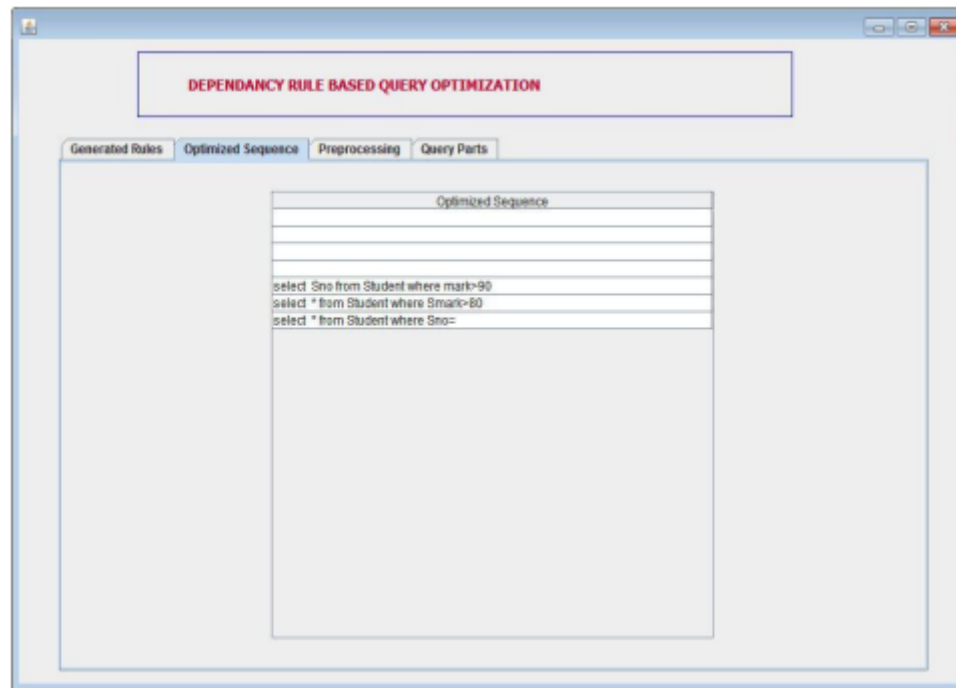 DEPENDANCY RULE BASED QUERY OPTIMIZATION
Generated Rules Optimized Sequence Preprocessing Query Parts
Optimized Sequence
select Sno from Student where mark>90
select * from Student where Smark>80
select * from Student where Sno=